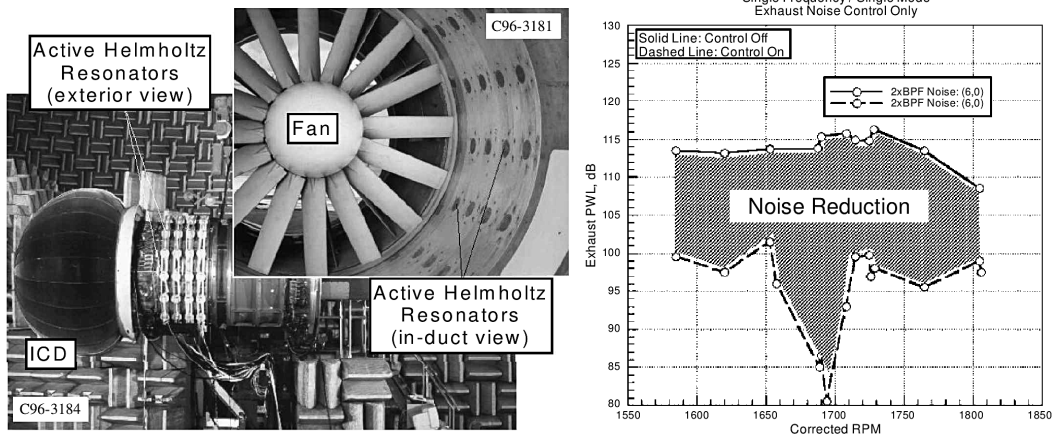 C96-3181
Active Helmholtz
Resonators
(exterior view)
Fan
Active Helmholtz
Resonators
(in-duct view)
ICD
C96-3184
Exhaust Noise Control Only
Solid Line: Control Off
Dashed Line: Control On
2xBPF Noise: (6,0)
2xBPF Noise: (6,0)
Noise Reduction
Exhaust PWL, dB
130
125
120
115
110
105
100
95
90
85
80
1550 1600 1650 1700 1750 1800 1850
Corrected RPM